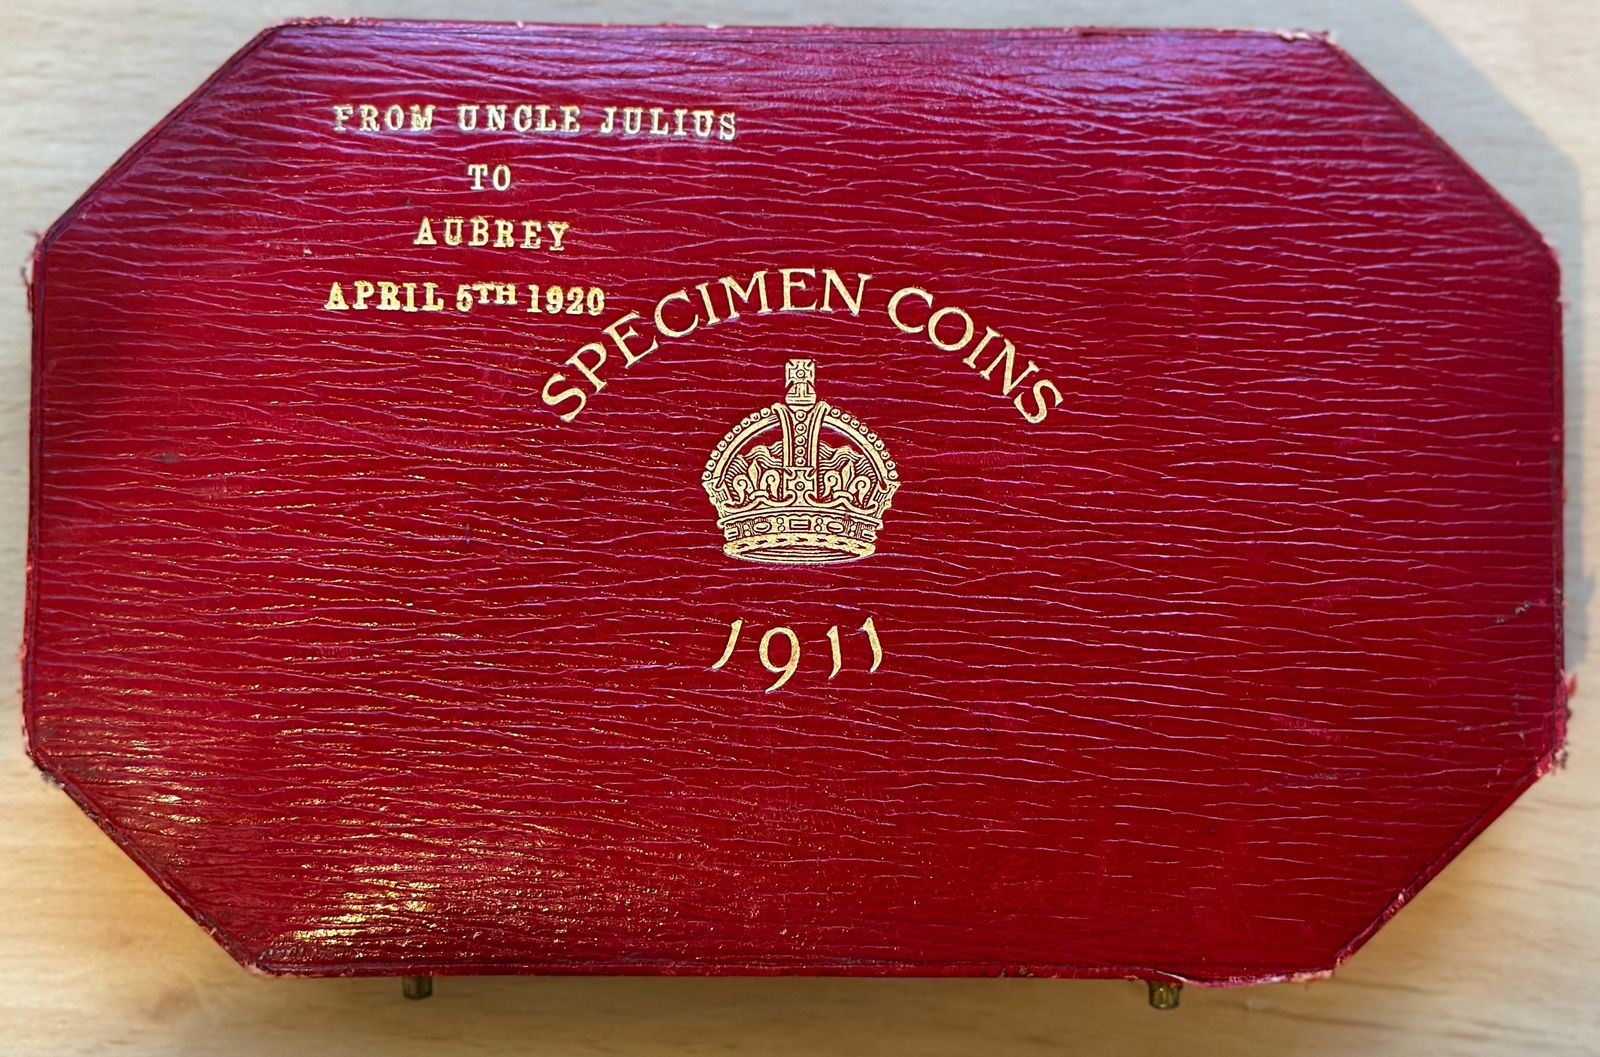 FROM UNCLE JULIUS
TO
AUBREY
APRIL 5TH 1920
SPECIMEN COINS
1911